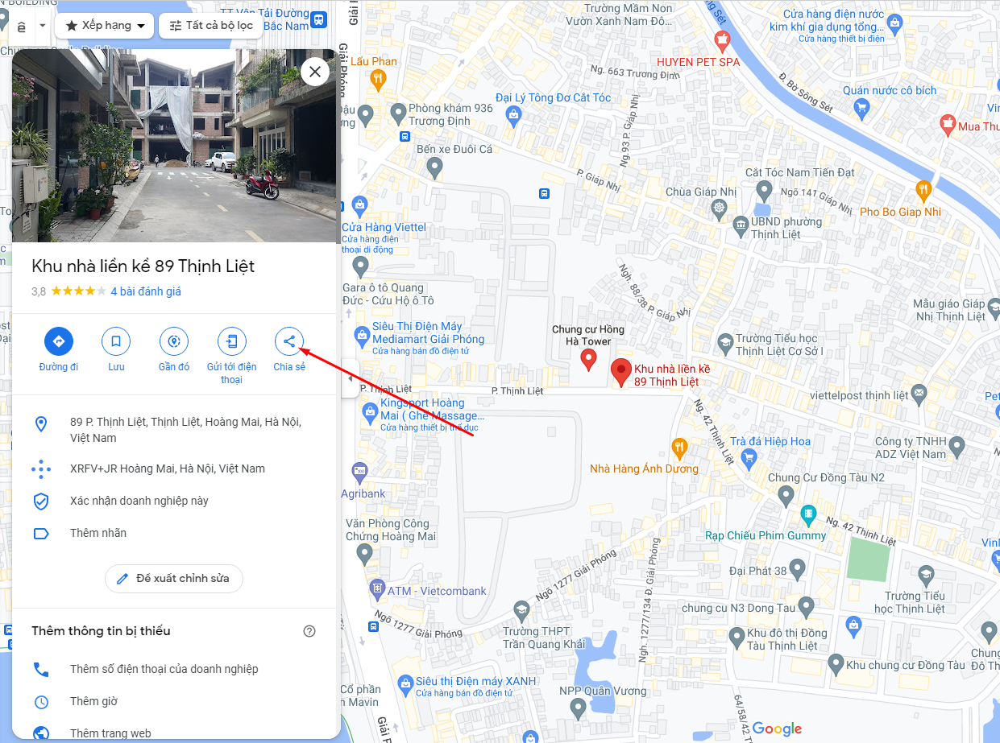 N BUILDING
ê
Xếp hạng
Tất cả bộ lọc
TT Vận Tải Đường
Bắc Nam
Khu nhà liền kề 89 Thịnh Liệt
3,8
4 bài đánh giá
Đường đi
Lưu
Gần đó
Gửi tới điện
thoại
Chia sẻ
89 P. Thịnh Liệt, Thịnh Liệt, Hoàng Mai, Hà Nội,
Việt Nam
XRFV+JR Hoàng Mai, Hà Nội, Việt Nam
Xác nhận doanh nghiệp này
Thêm nhãn
Đề xuất chỉnh sửa
Thêm thông tin bị thiếu
Thêm số điện thoại của doanh nghiệp
Thêm giờ
Thêm trang web
Giải P
Giải Phóng
Lẩu Phan
Trường Mầm Non
Vườn Xanh Nam Đô...
Cửa hàng điện nước
kim khí gia dụng tổng...
Cửa hàng thiết bị điện
Sét
HUYEN PET SPA
Ng. 663 Trương Định
Đ. Bờ Sông Sét
Quán nước cô bích
Đại Lý Tông Đơ Cắt Tóc
Phòng khám 936
Trương Định
Mua Thu
Bến xe Đuôi Cá
Ng. 93 P. Giáp Nhị
P. Giáp Nhị
Cắt Tóc Nam Tiến Đạt
Chùa Giáp Nhị
Ngõ 141 Giáp Nhị
Pho Bo Giap Nhi
UBND phường
Thịnh Liệt
Cửa Hàng Viettel
Cửa hàng điện
thoại di động
Gara ô tô Quang
Đức - Cứu Hộ ô Tô
Ngh. 88/38 P. Giáp Nhị
Mẫu giáo Giáp
Nhị Thịnh Liệt
Siêu Thị Điện Máy
Mediamart Giải Phóng
Cửa hàng bán đồ điện tử
Chung cư Hồng
Hà Tower
Trường Tiểu học
Thịnh Liệt Cơ Sở I
Khu nhà liền kề
89 Thịnh Liệt
P. Thịnh Liệt
P. Thịnh Liệt
viettelpost thịnh liệt
Kingsport Hoàng
Mai ( Ghế Massage...
Cửa hàng thiết bị thể dục
Ng. 42 Thịnh Liệt
Trà đá Hiệp Hoa
Công ty TNHH
ADZ Việt Nam
Nhà Hàng Ánh Dương
Chung Cư Đồng Tàu N2
Agribank
Văn Phòng Công
Chứng Hoàng Mai
Rạp Chiếu Phim Gummy
Ng. 42 Thịnh Liệt
Đại Phát 38
ATM - Vietcombank
Ngõ 1277 Giải Phóng
Ngõ 1277 Giải Phóng
Ngh. 1277/134 Đ. Giải Phóng
Trường Tiểu
học Thịnh Liệt
chung cư N3 Dong Tau
Trường THPT
Trần Quang Khải
Khu đô thị Đồng
Tàu Thịnh Liệt
Khu chung cư Đồng Tàu
Chung
Đô Th
Siêu thị Điện máy XANH
Cửa hàng bán đồ điện tử
Cổ phần
n Mavin
NPP Quân Vương
64/58/42/
Giải P
Google